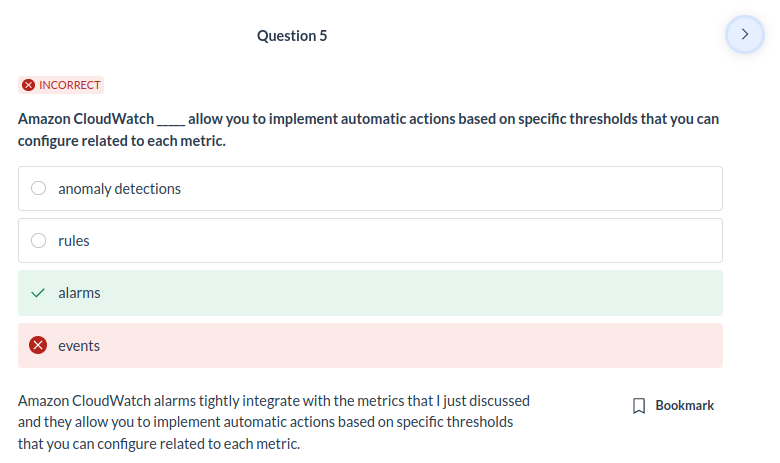 Question 5
INCORRECT
Amazon CloudWatch _____ allow you to implement automatic actions based on specific thresholds that you can
configure related to each metric.
anomaly detections
rules
alarms
events
Amazon CloudWatch alarms tightly integrate with the metrics that I just discussed
and they allow you to implement automatic actions based on specific thresholds
that you can configure related to each metric.
Bookmark